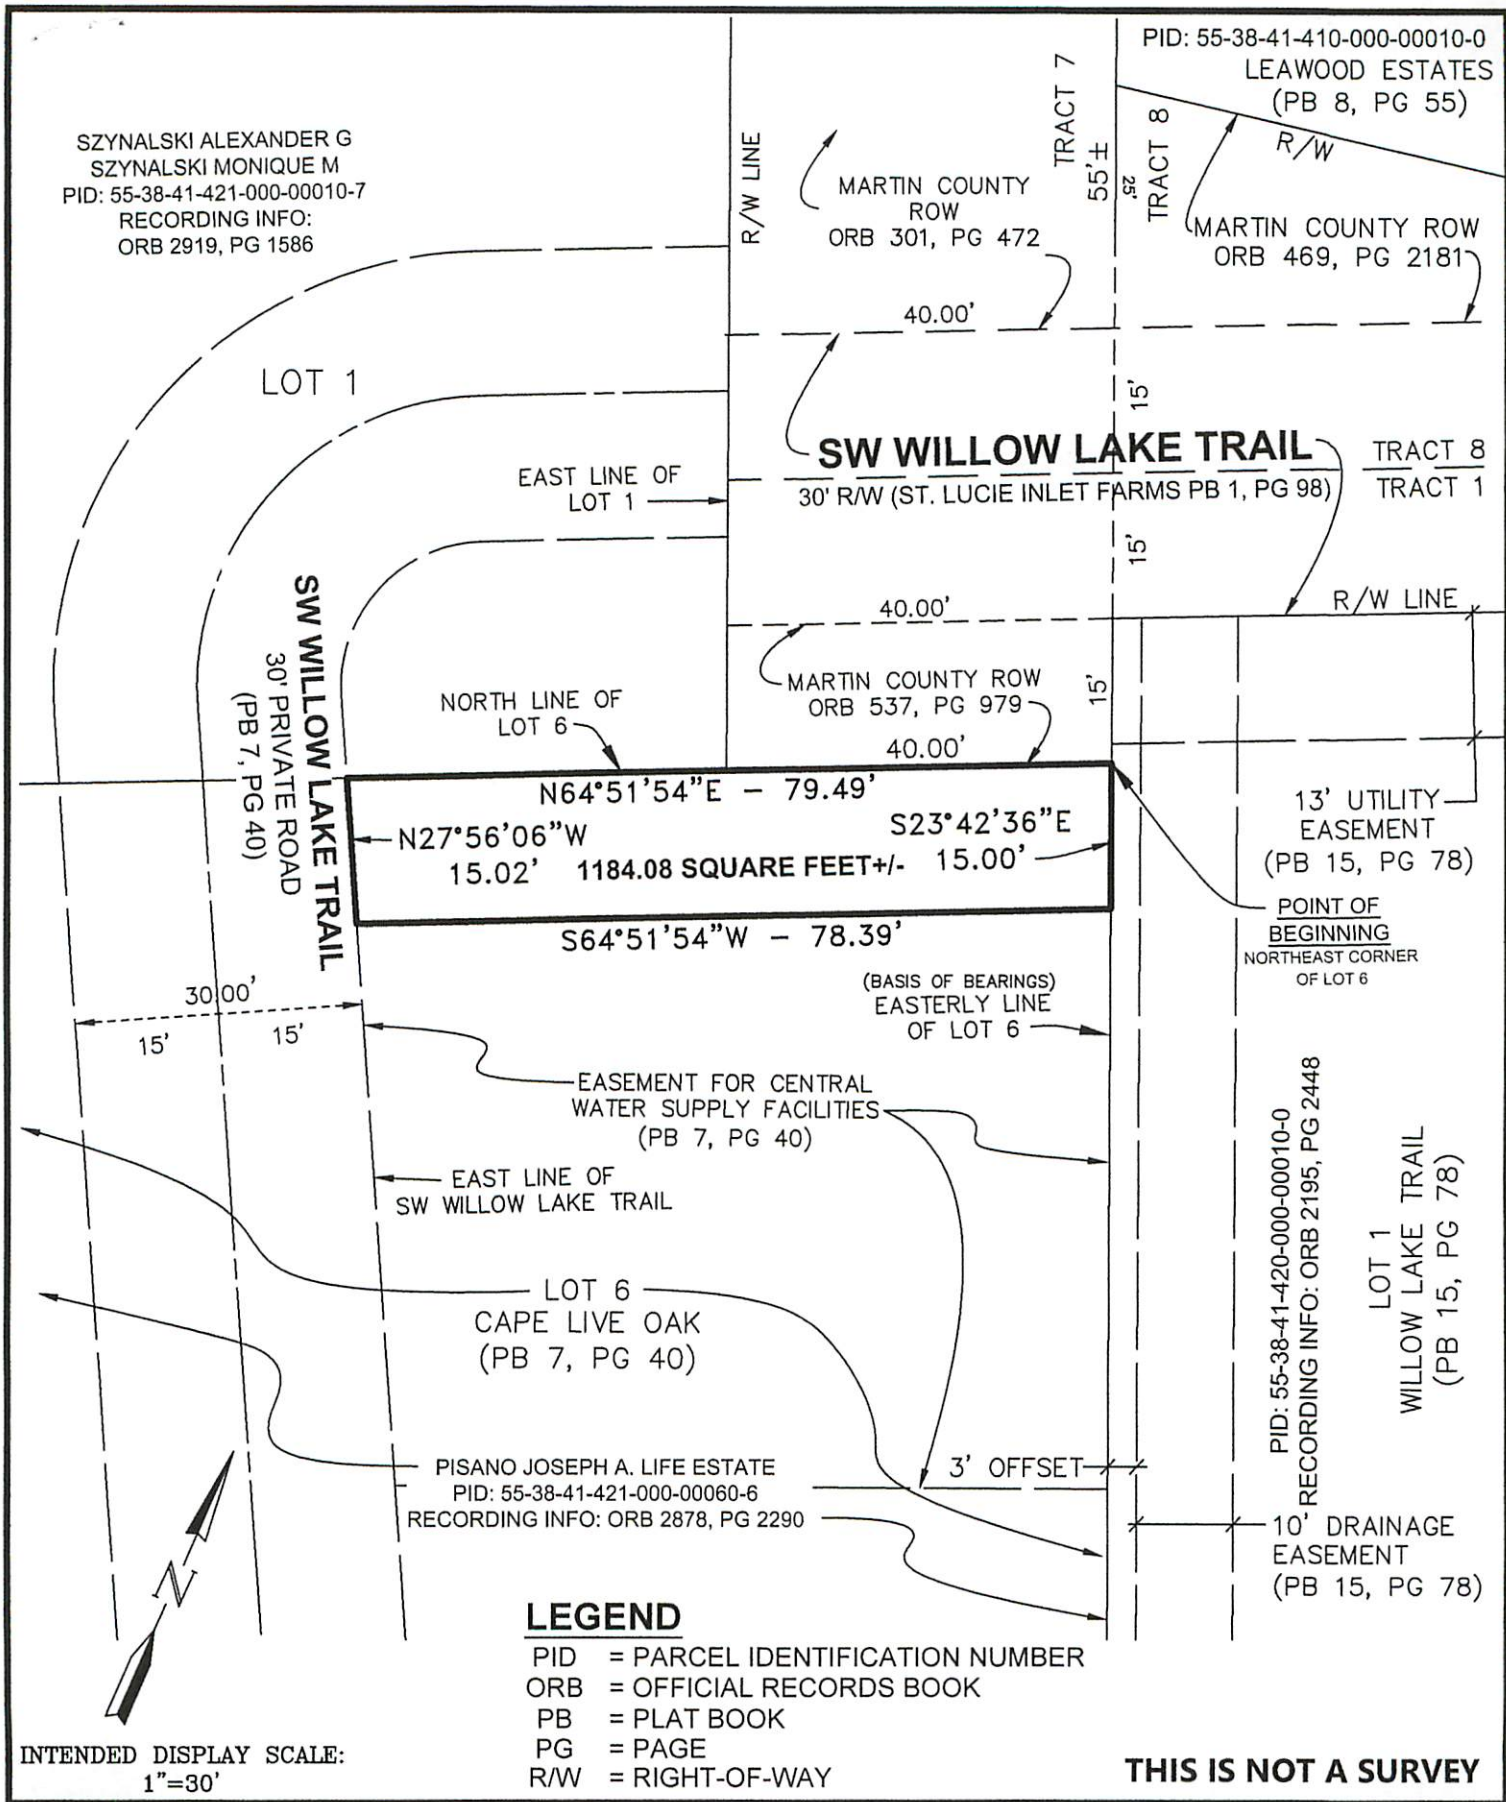 PID: 55-38-41-410-000-00010-0
LEAWOOD ESTATES
(PB 8, PG 55)
R/W
SZYNALSKI ALEXANDER G
SZYNALSKI MONIQUE M
PID: 55-38-41-421-000-00010-7
RECORDING INFO:
ORB 2919, PG 1586
R/W LINE
MARTIN COUNTY
ROW
ORB 301, PG 472
TRACT 7
55'±
25'
TRACT 8
MARTIN COUNTY ROW
ORB 469, PG 2181
40.00'
LOT 1
15'
SW WILLOW LAKE TRAIL
30' R/W (ST. LUCIE INLET FARMS PB 1, PG 98)
TRACT 8
TRACT 1
EAST LINE OF
LOT 1
15'
R/W LINE
40.00'
SW WILLOW LAKE TRAIL
30' PRIVATE ROAD
(PB 7, PG 40)
NORTH LINE OF
LOT 6
MARTIN COUNTY ROW
ORB 537, PG 979
15'
40.00'
N64°51'54"E - 79.49'
N27°56'06"W
15.02'
1184.08 SQUARE FEET+/-
S23°42'36"E
15.00'
S64°51'54"W - 78.39'
13' UTILITY
EASEMENT
(PB 15, PG 78)
POINT OF
BEGINNING
NORTHEAST CORNER
OF LOT 6
(BASIS OF BEARINGS)
EASTERLY LINE
OF LOT 6
30.00'
15'
15'
EASEMENT FOR CENTRAL
WATER SUPPLY FACILITIES
(PB 7, PG 40)
EAST LINE OF
SW WILLOW LAKE TRAIL
LOT 6
CAPE LIVE OAK
(PB 7, PG 40)
PID: 55-38-41-420-000-00010-0
RECORDING INFO: ORB 2195, PG 2448
LOT 1
WILLOW LAKE TRAIL
(PB 15, PG 78)
PISANO JOSEPH A. LIFE ESTATE
PID: 55-38-41-421-000-00060-6
RECORDING INFO: ORB 2878, PG 2290
3' OFFSET
10' DRAINAGE
EASEMENT
(PB 15, PG 78)
N
LEGEND
PID = PARCEL IDENTIFICATION NUMBER
ORB = OFFICIAL RECORDS BOOK
PB = PLAT BOOK
PG = PAGE
R/W = RIGHT-OF-WAY
INTENDED DISPLAY SCALE:
1"=30'
THIS IS NOT A SURVEY